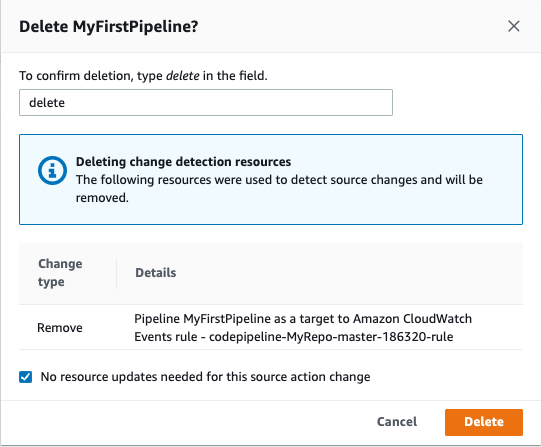 Delete MyFirstPipeline?
To confirm deletion, type delete in the field.
delete
Deleting change detection resources
The following resources were used to detect source changes and will be
removed.
Change
type
Details
Remove
Pipeline MyFirstPipeline as a target to Amazon CloudWatch
Events rule - codepipeline-MyRepo-master-186320-rule
No resource updates needed for this source action change
Cancel
Delete